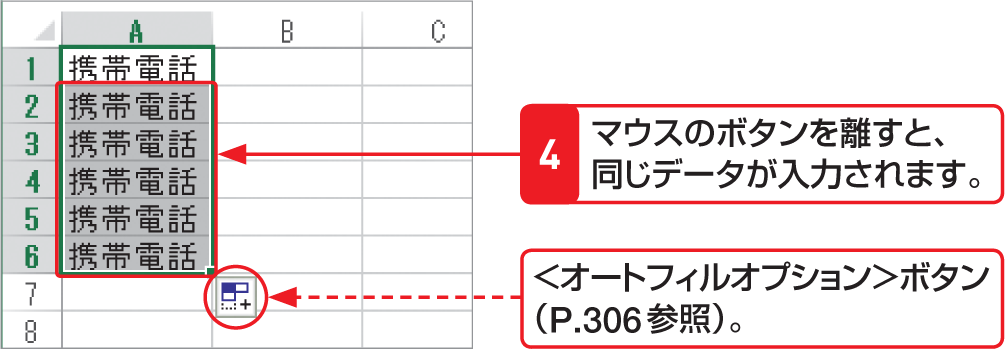 A B C
1 携帯電話
2 携帯電話
3 携帯電話
4 携帯電話
5 携帯電話
6 携帯電話
7
8
4 マウスのボタンを離すと、
同じデータが入力されます。
<オートフィルオプション>ボタン
(P.306参照)。